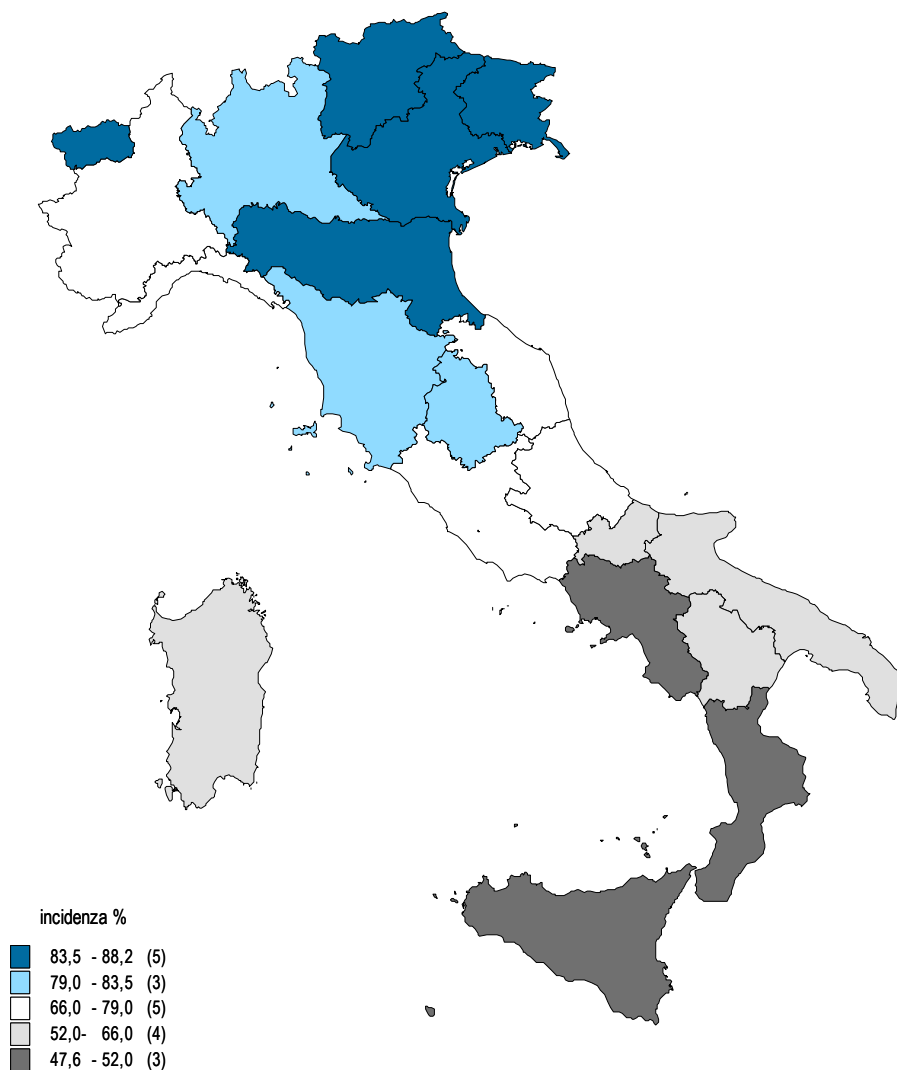 incidenza %
83,5 - 88,2 (5)
79,0 - 83,5 (3)
66,0 - 79,0 (5)
52,0- 66,0 (4)
47,6 - 52,0 (3)